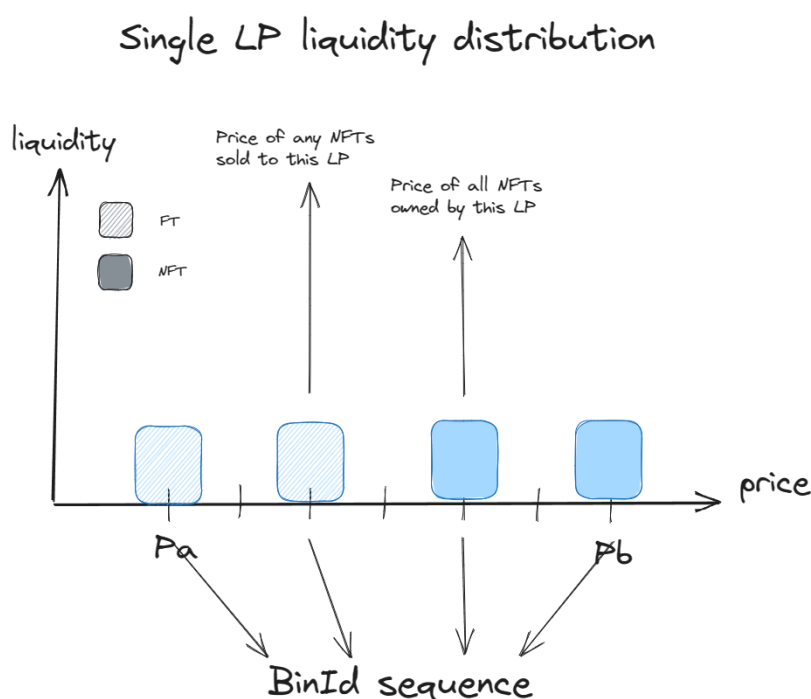 Single LP liquidity distribution
liquidity
Price of any NFTs
sold to this LP
Price of all NFTs
owned by this LP
FT
NFT
price
Pa
Pb
BinId sequence